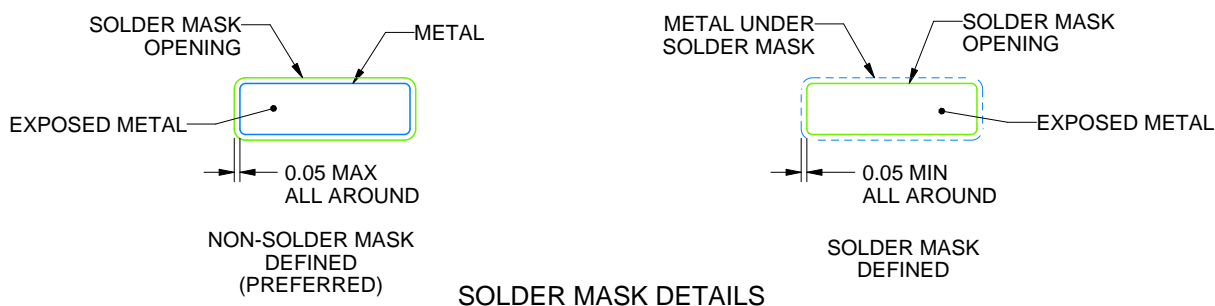 SOLDER MASK
OPENING
METAL
EXPOSED METAL
0.05 MAX
ALL AROUND
NON-SOLDER MASK
DEFINED
(PREFERRED)
METAL UNDER
SOLDER MASK
SOLDER MASK
OPENING
EXPOSED METAL
0.05 MIN
ALL AROUND
SOLDER MASK
DEFINED
SOLDER MASK DETAILS